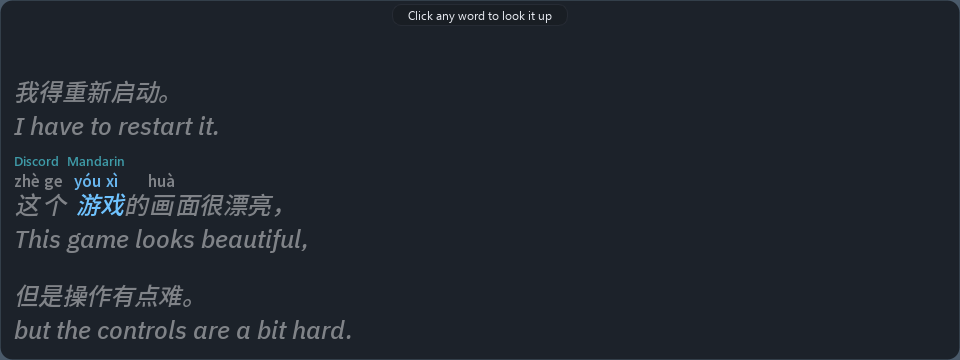 Click any word to look it up
我得重新启动。
I have to restart it.
Discord Mandarin
zhè ge yóu xì huà
这个 游戏的画面很漂亮，
This game looks beautiful,
但是操作有点难。
but the controls are a bit hard.